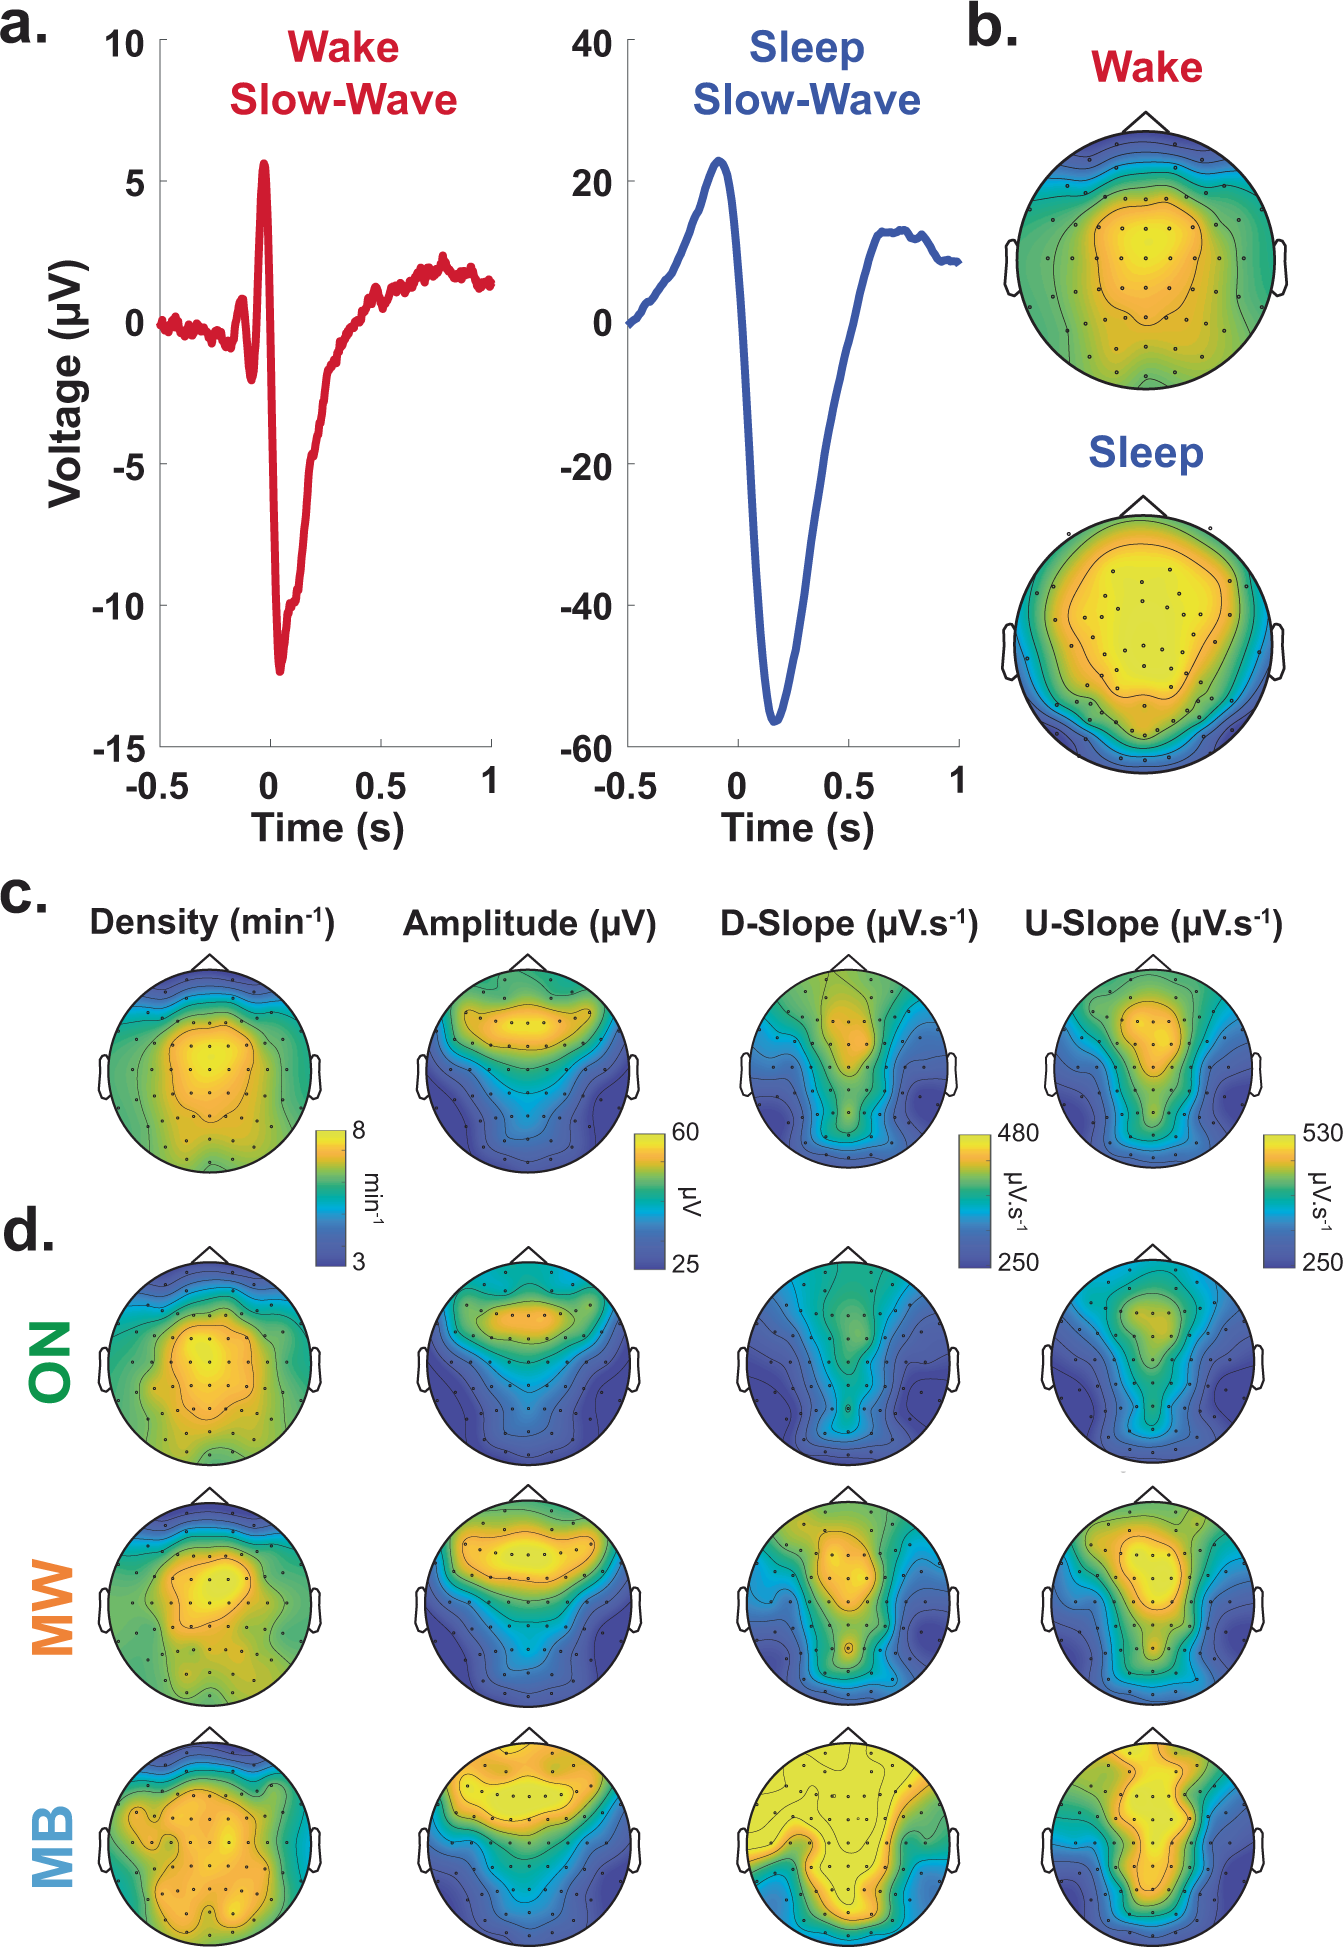 a.
Wake
Slow-Wave
Sleep
Slow-Wave
Voltage (µV)
10
5
0
-5
-10
-15
-0.5
0
0.5
1
Time (s)
40
20
0
-20
-40
-60
-0.5
0
0.5
1
Time (s)
b.
Wake
Sleep
c.
Density (min⁻¹)
Amplitude (µV)
D-Slope (µV.s⁻¹)
U-Slope (µV.s⁻¹)
8
min⁻¹
3
60
µV
25
480
µV.s⁻¹
250
530
µV.s⁻¹
250
d.
ON
MW
MB